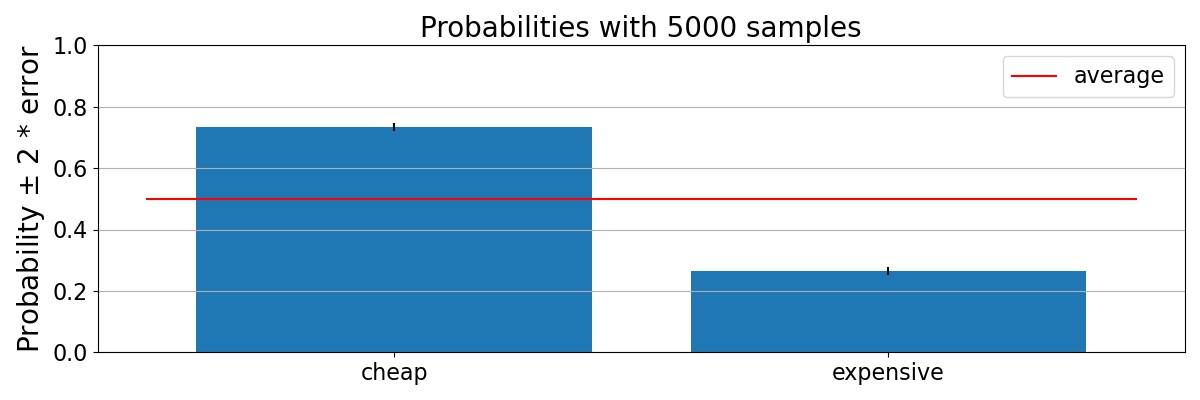 Probabilities with 5000 samples
Probability ± 2 * error
1.0
0.8
0.6
0.4
0.2
0.0
average
cheap
expensive